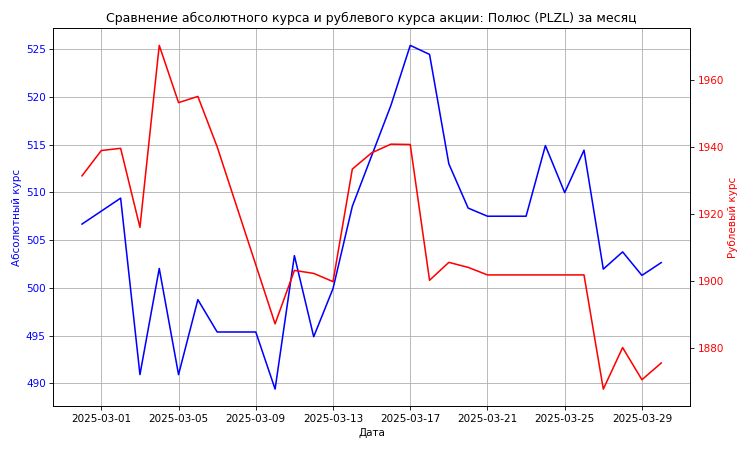 Сравнение абсолютного курса и рублевого курса акции: Полюс (PLZL) за месяц
Абсолютный курс
525
520
515
510
505
500
495
490
1960
1940
1920
1900
1880
Рублевый курс
2025-03-01 2025-03-05 2025-03-09 2025-03-13 2025-03-17 2025-03-21 2025-03-25 2025-03-29
Дата